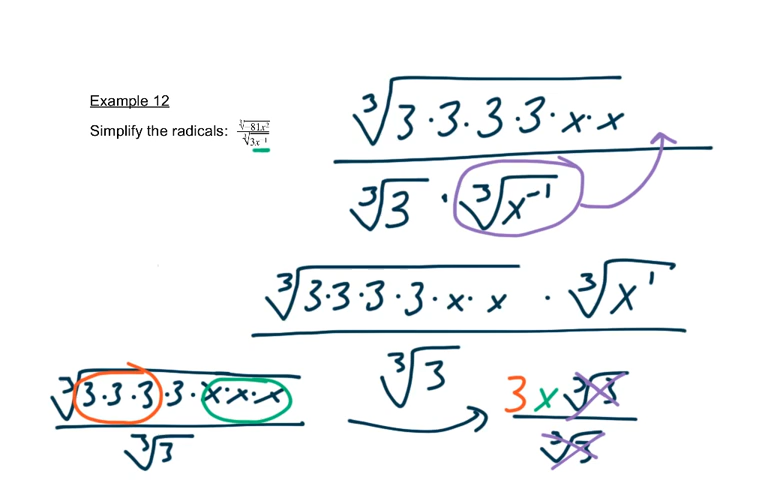 Example 12
Simplify the radicals: ∛(-81x²) / ∛(3x⁻¹)
∛(3·3·3·3·x·x)
∛3 · ∛(x⁻¹)
∛(3·3·3·3·x·x) · ∛(x¹)
∛3
∛(3·3·3·3·x·x·x)
∛3
3x∛3
∛3